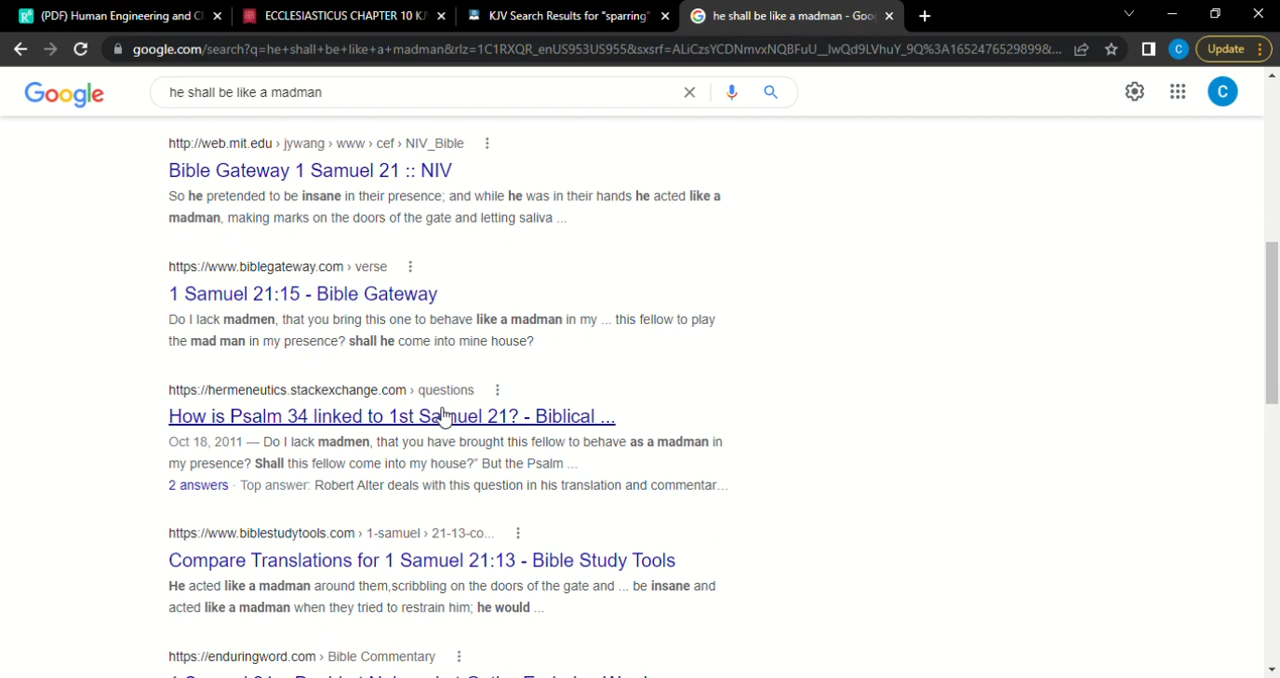 (PDF) Human Engineering and C
ECCLESIASTICUS CHAPTER 10 KJ
KJV Search Results for "sparring"
he shall be like a madman - Goo
google.com/search?q=he+shall+be+like+a+madman&rlz=1C1RXQR_enUS953US955&sxsrf=ALiCzsYCDNmvxNQBFuU__IwQd9LVhuY_9Q%3A1652476529899&...
C
Update
Google
he shall be like a madman
C
http://web.mit.edu › jywang › www › cef › NIV_Bible
Bible Gateway 1 Samuel 21 :: NIV
So he pretended to be insane in their presence; and while he was in their hands he acted like a
madman, making marks on the doors of the gate and letting saliva ...
https://www.biblegateway.com › verse
1 Samuel 21:15 - Bible Gateway
Do I lack madmen, that you bring this one to behave like a madman in my ... this fellow to play
the mad man in my presence? shall he come into mine house?
https://hermeneutics.stackexchange.com › questions
How is Psalm 34 linked to 1st Samuel 21? - Biblical ...
Oct 18, 2011 — Do I lack madmen, that you have brought this fellow to behave as a madman in
my presence? Shall this fellow come into my house?" But the Psalm ...
2 answers · Top answer: Robert Alter deals with this question in his translation and commentar...
https://www.biblestudytools.com › 1-samuel › 21-13-co...
Compare Translations for 1 Samuel 21:13 - Bible Study Tools
He acted like a madman around them,scribbling on the doors of the gate and ... be insane and
acted like a madman when they tried to restrain him; he would ...
https://enduringword.com › Bible Commentary